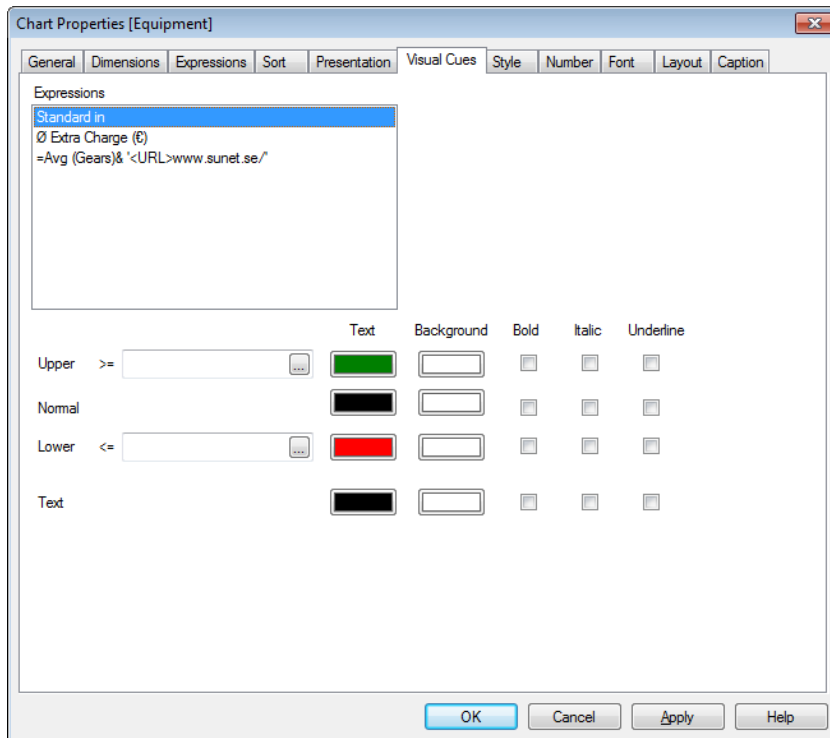 Chart Properties [Equipment]
General Dimensions Expressions Sort Presentation Visual Cues Style Number Font Layout Caption
Expressions
Standard in
Ø Extra Charge (€)
=Avg (Gears)& '<URL>www.sunet.se/'
Text Background Bold Italic Underline
Upper >= ...
Normal
Lower <= ...
Text
OK Cancel Apply Help